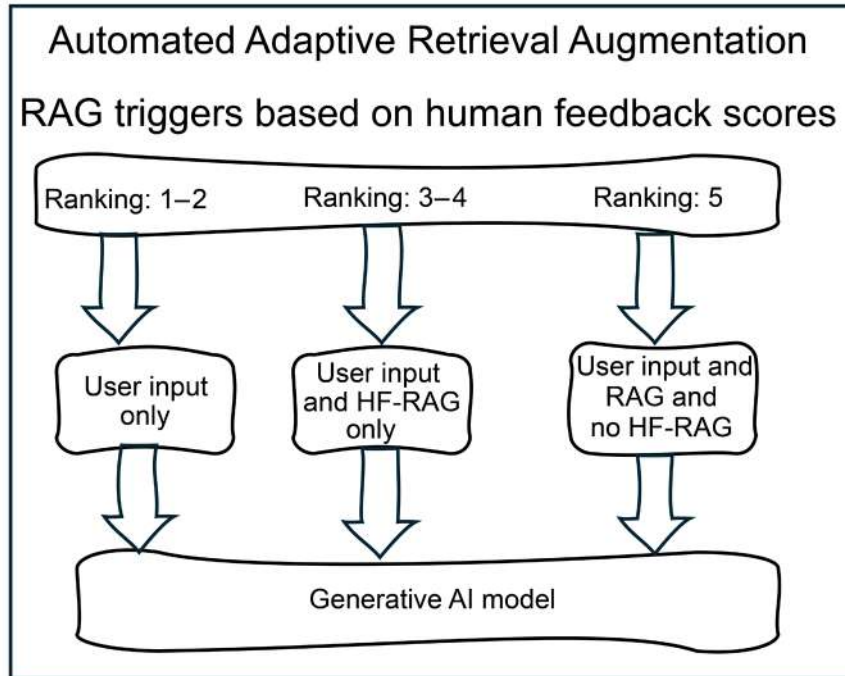 Automated Adaptive Retrieval Augmentation
RAG triggers based on human feedback scores
Ranking: 1–2
Ranking: 3–4
Ranking: 5
User input
only
User input
and HF-RAG
only
User input and
RAG and
no HF-RAG
Generative AI model